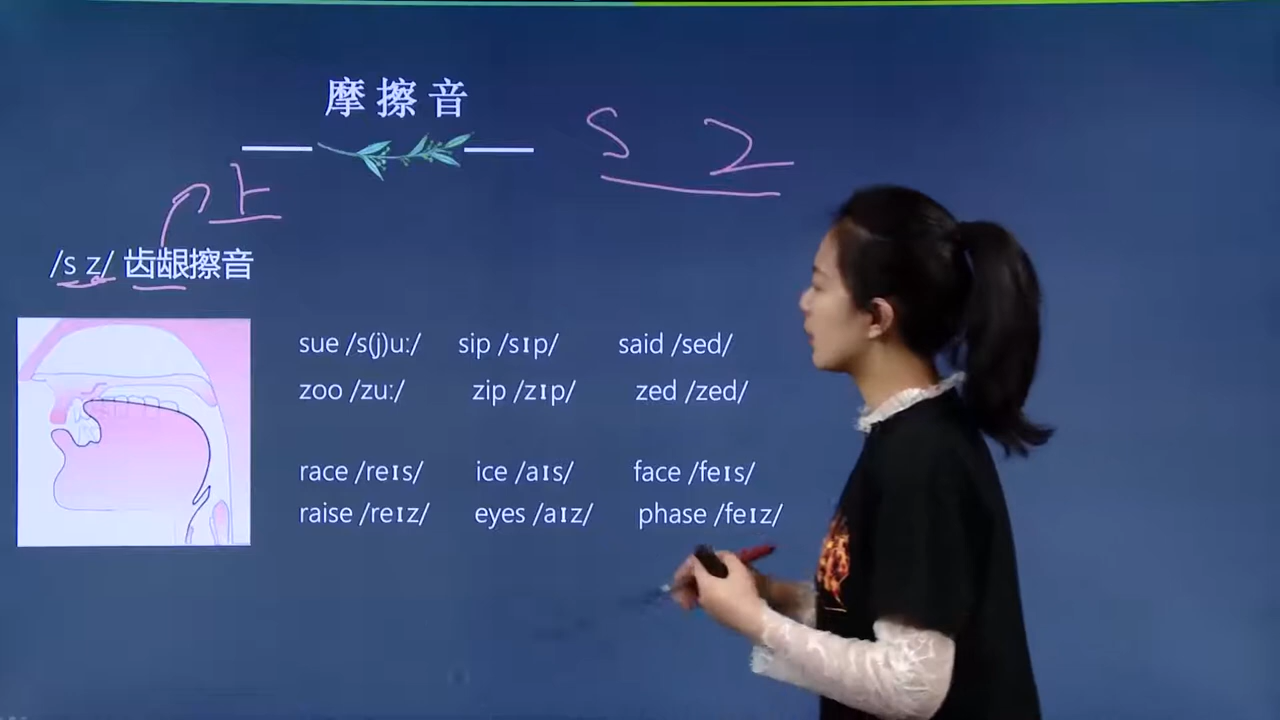 摩擦音
s z
上
/s z/ 齿龈擦音
sue /s(j)uː/ sip /sɪp/ said /sed/
zoo /zuː/ zip /zɪp/ zed /zed/
race /reɪs/ ice /aɪs/ face /feɪs/
raise /reɪz/ eyes /aɪz/ phase /feɪz/